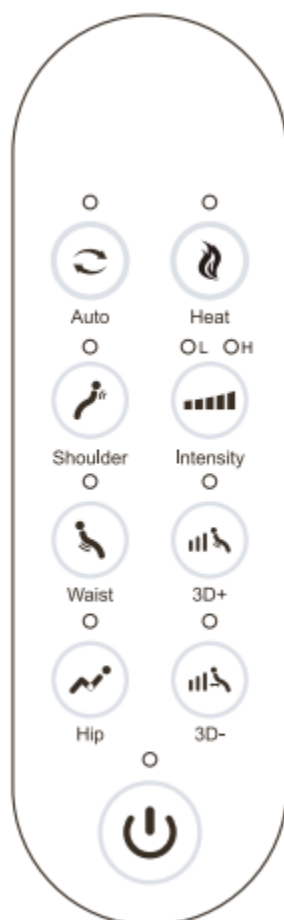 Auto Heat
L H
Shoulder Intensity
Waist 3D+
Hip 3D-